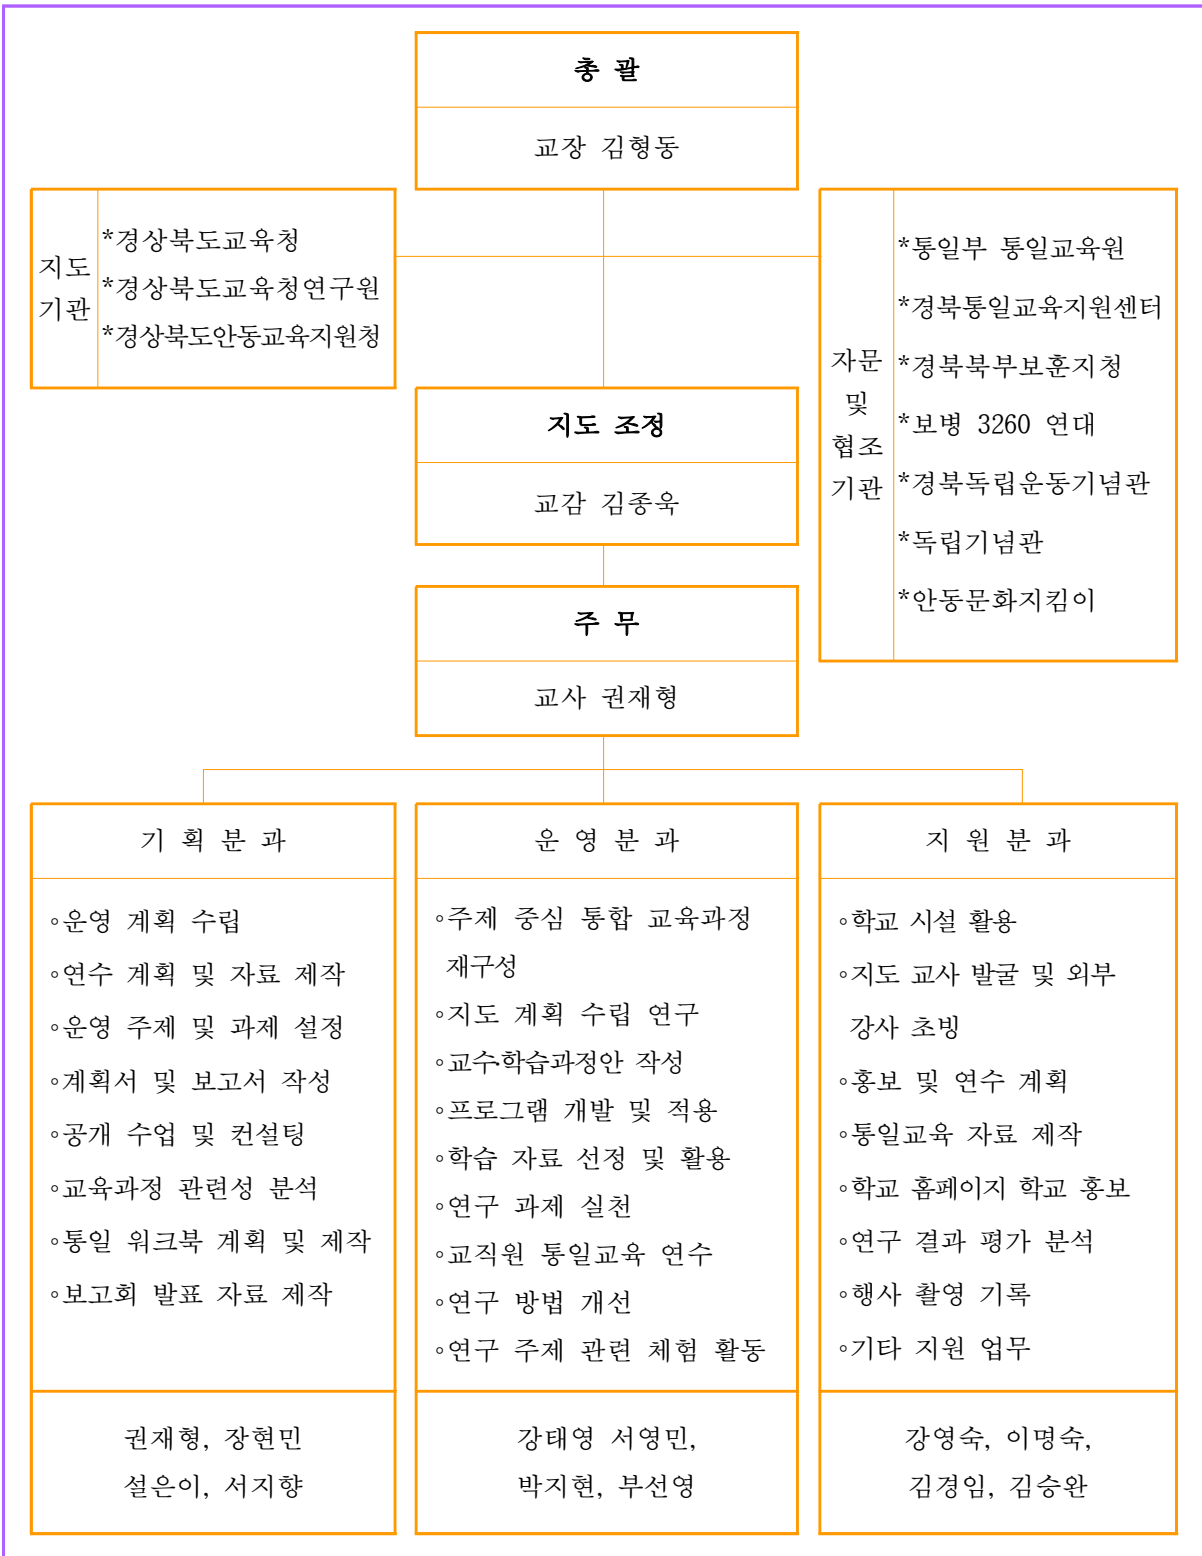 총 괄
교장 김형동
지도
기관
*경상북도교육청
*경상북도교육청연구원
*경상북도안동교육지원청
자문
및
협조
기관
*통일부 통일교육원
*경북통일교육지원센터
*경북북부보훈지청
*보병 3260 연대
*경북독립운동기념관
*독립기념관
*안동문화지킴이
지도 조정
교감 김종욱
주 무
교사 권재형
기 획 분 과
◦운영 계획 수립
◦연수 계획 및 자료 제작
◦운영 주제 및 과제 설정
◦계획서 및 보고서 작성
◦공개 수업 및 컨설팅
◦교육과정 관련성 분석
◦통일 워크북 계획 및 제작
◦보고회 발표 자료 제작
권재형, 장현민
설은이, 서지향
운 영 분 과
◦주제 중심 통합 교육과정
재구성
◦지도 계획 수립 연구
◦교수·학습과정안 작성
◦프로그램 개발 및 적용
◦학습 자료 선정 및 활용
◦연구 과제 실천
◦교직원 통일교육 연수
◦연구 방법 개선
◦연구 주제 관련 체험 활동
강태영 서영민,
박지현, 부선영
지 원 분 과
◦학교 시설 활용
◦지도 교사 발굴 및 외부
강사 초빙
◦홍보 및 연수 계획
◦통일교육 자료 제작
◦학교 홈페이지 학교 홍보
◦연구 결과 평가 분석
◦행사 촬영 기록
◦기타 지원 업무
강영숙, 이명숙,
김경임, 김승완